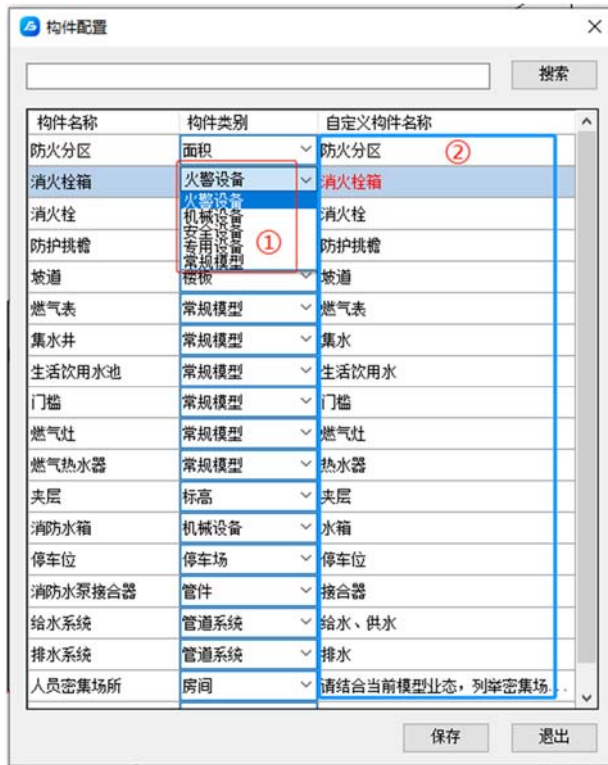 构件配置
搜索
构件名称 构件类别 自定义构件名称
防火分区 面积 防火分区 ②
消火栓箱 火警设备 消火栓箱
火警设备
消火栓 机械设备 消火栓
安全设备
防护挑檐 专用设备 ① 防护挑檐
常规模型
坡道 楼板 坡道
燃气表 常规模型 燃气表
集水井 常规模型 集水
生活饮用水池 常规模型 生活饮用水
门槛 常规模型 门槛
燃气灶 常规模型 燃气灶
燃气热水器 常规模型 热水器
夹层 标高 夹层
消防水箱 机械设备 水箱
停车位 停车场 停车位
消防水泵接合器 管件 接合器
给水系统 管道系统 给水、供水
排水系统 管道系统 排水
人员密集场所 房间 请结合当前模型业态，列举密集场...
保存 退出